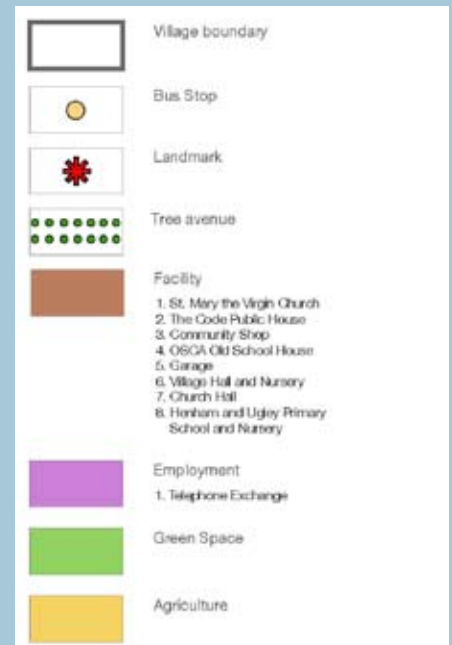 Village boundary
Bus Stop
Landmark
Tree avenue
Facility
1. St. Mary the Virgin Church
2. The Code Public House
3. Community Shop
4. OSCA Old School House
5. Garage
6. Village Hall and Nursery
7. Church Hall
8. Henham and Ugley Primary
School and Nursery
Employment
1. Telephone Exchange
Green Space
Agriculture